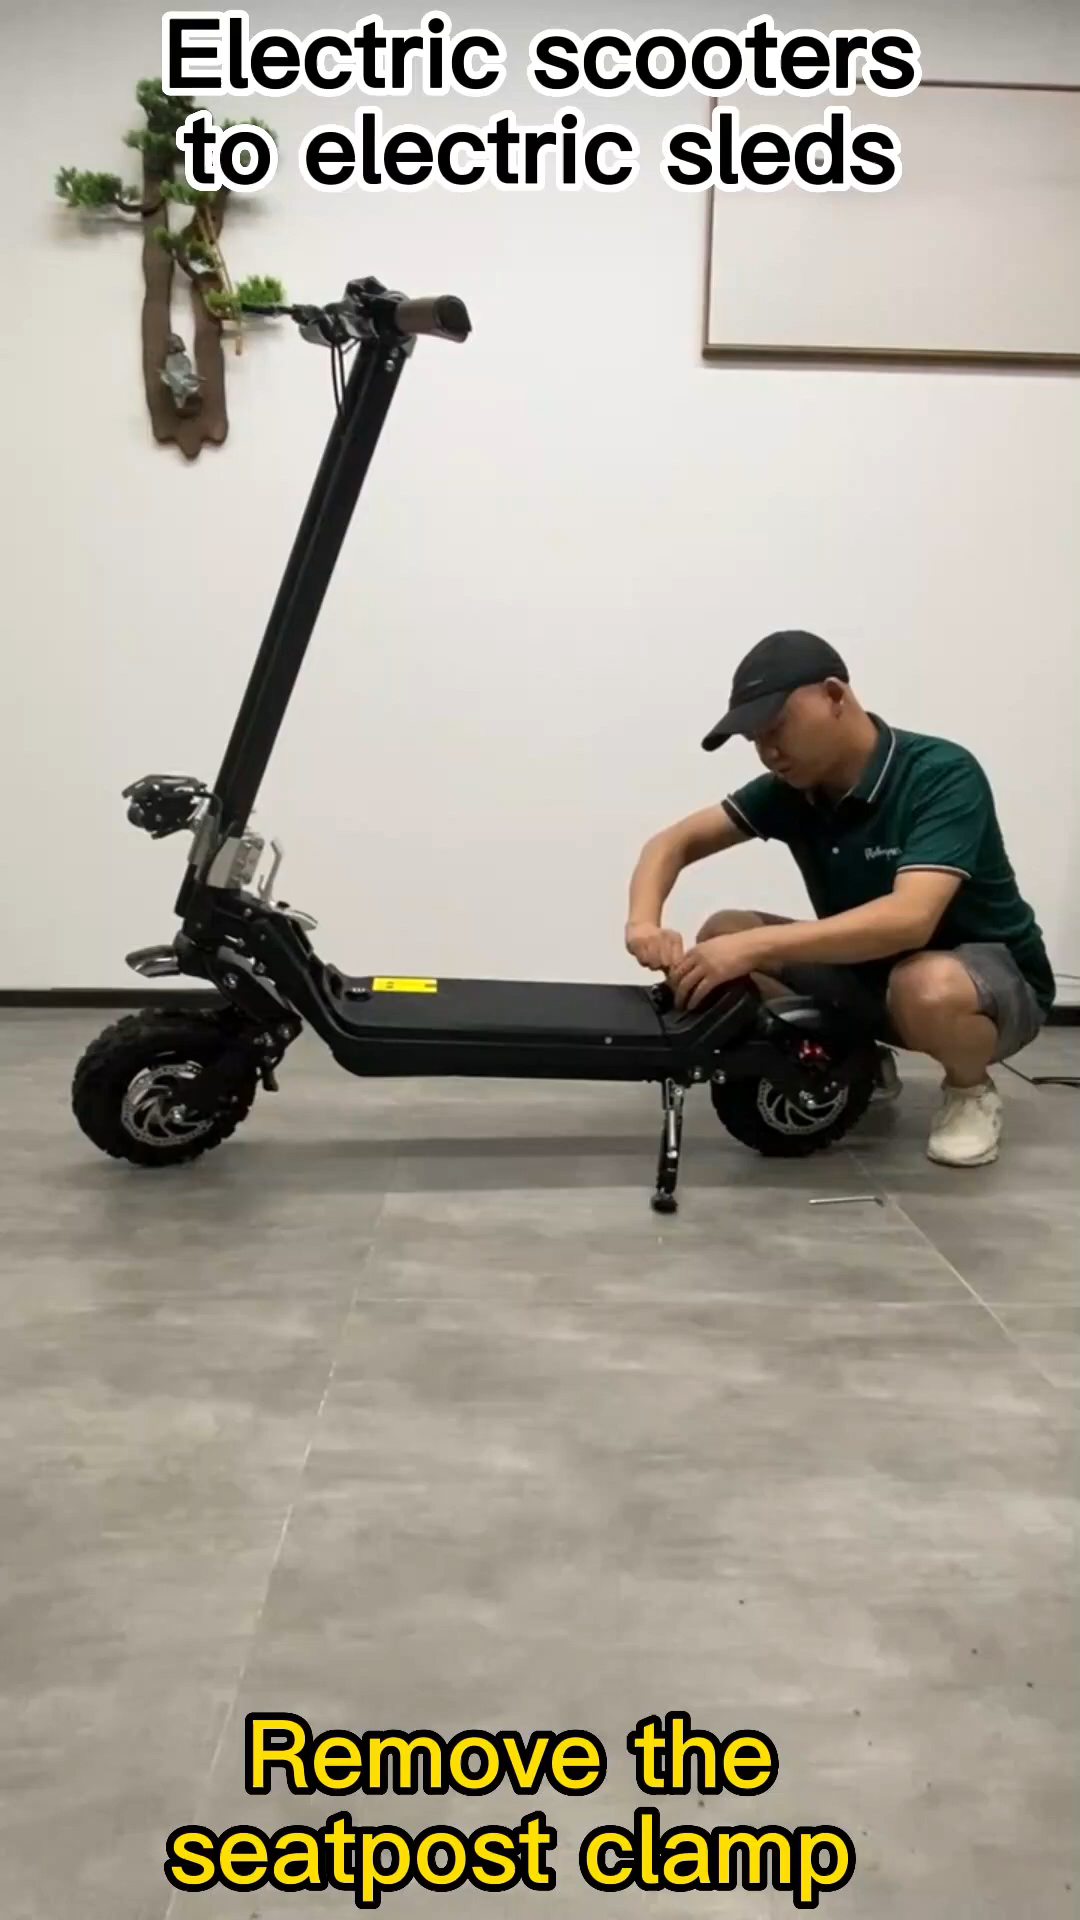 Electric scooters
to electric sleds
Remove the
seatpost clamp